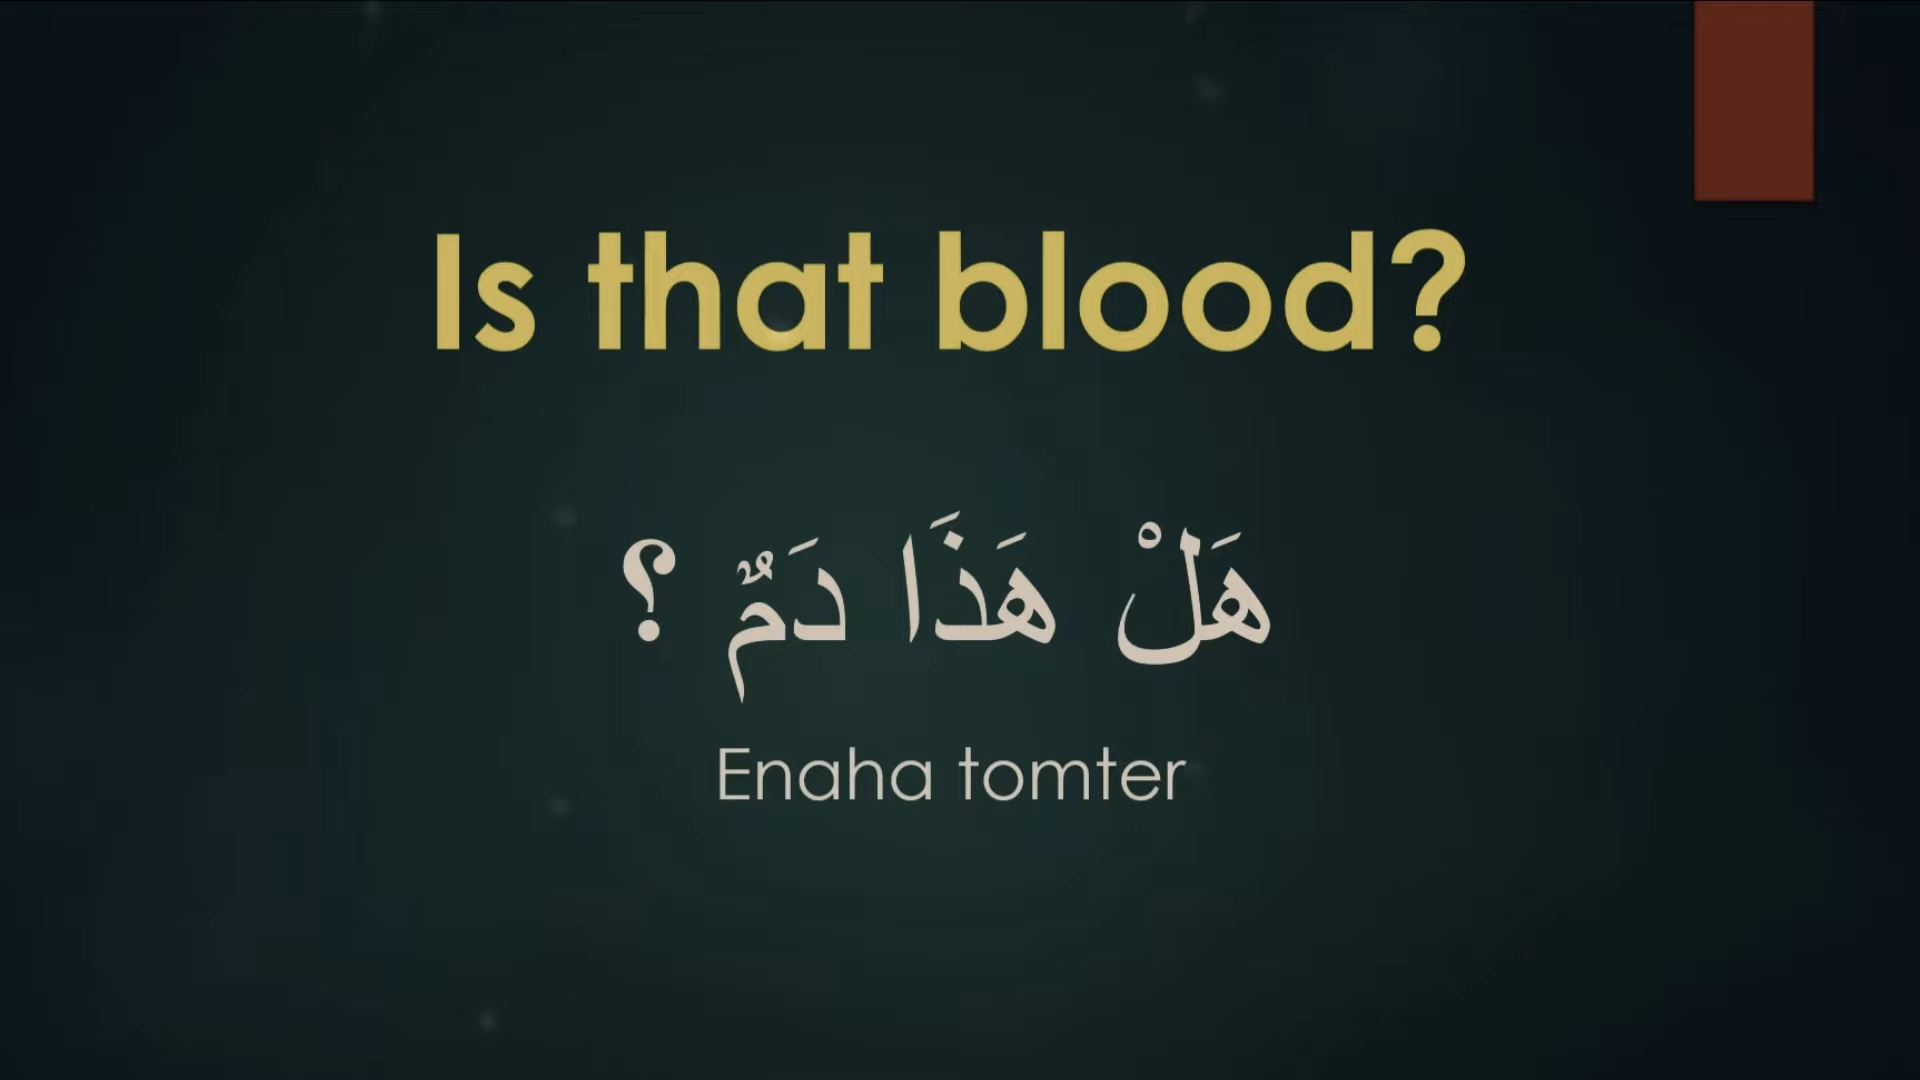 Is that blood?
هَلْ هَذَا دَمٌ ؟
Enaha tomter